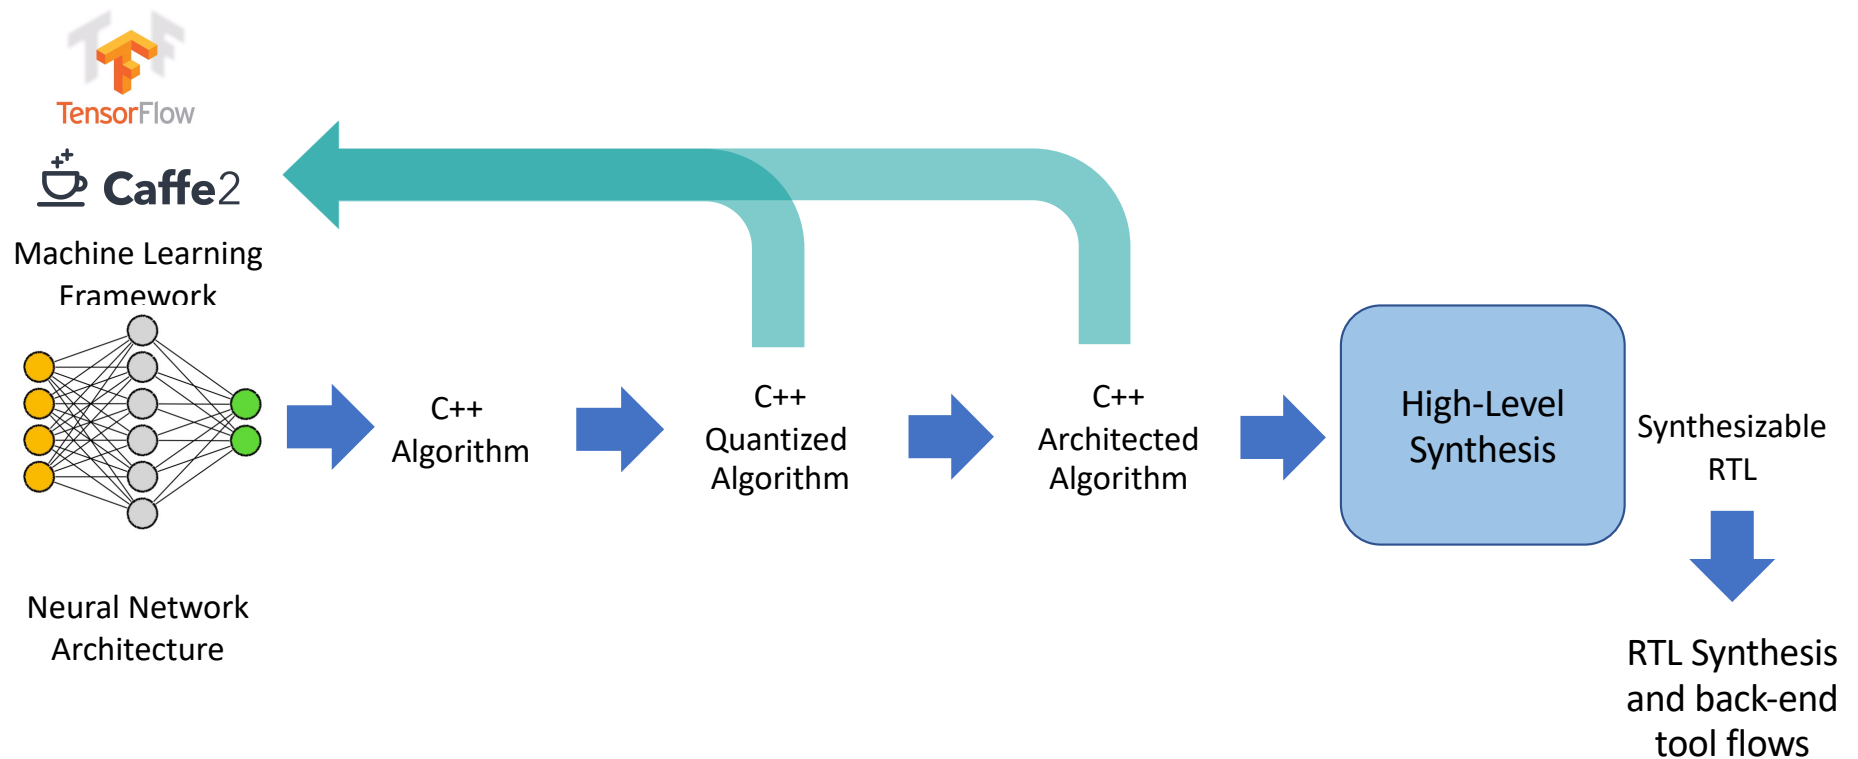 TensorFlow
Caffe2
Machine Learning
Framework
Neural Network
Architecture
C++
Algorithm
C++
Quantized
Algorithm
C++
Architected
Algorithm
High-Level
Synthesis
Synthesizable
RTL
RTL Synthesis
and back-end
tool flows